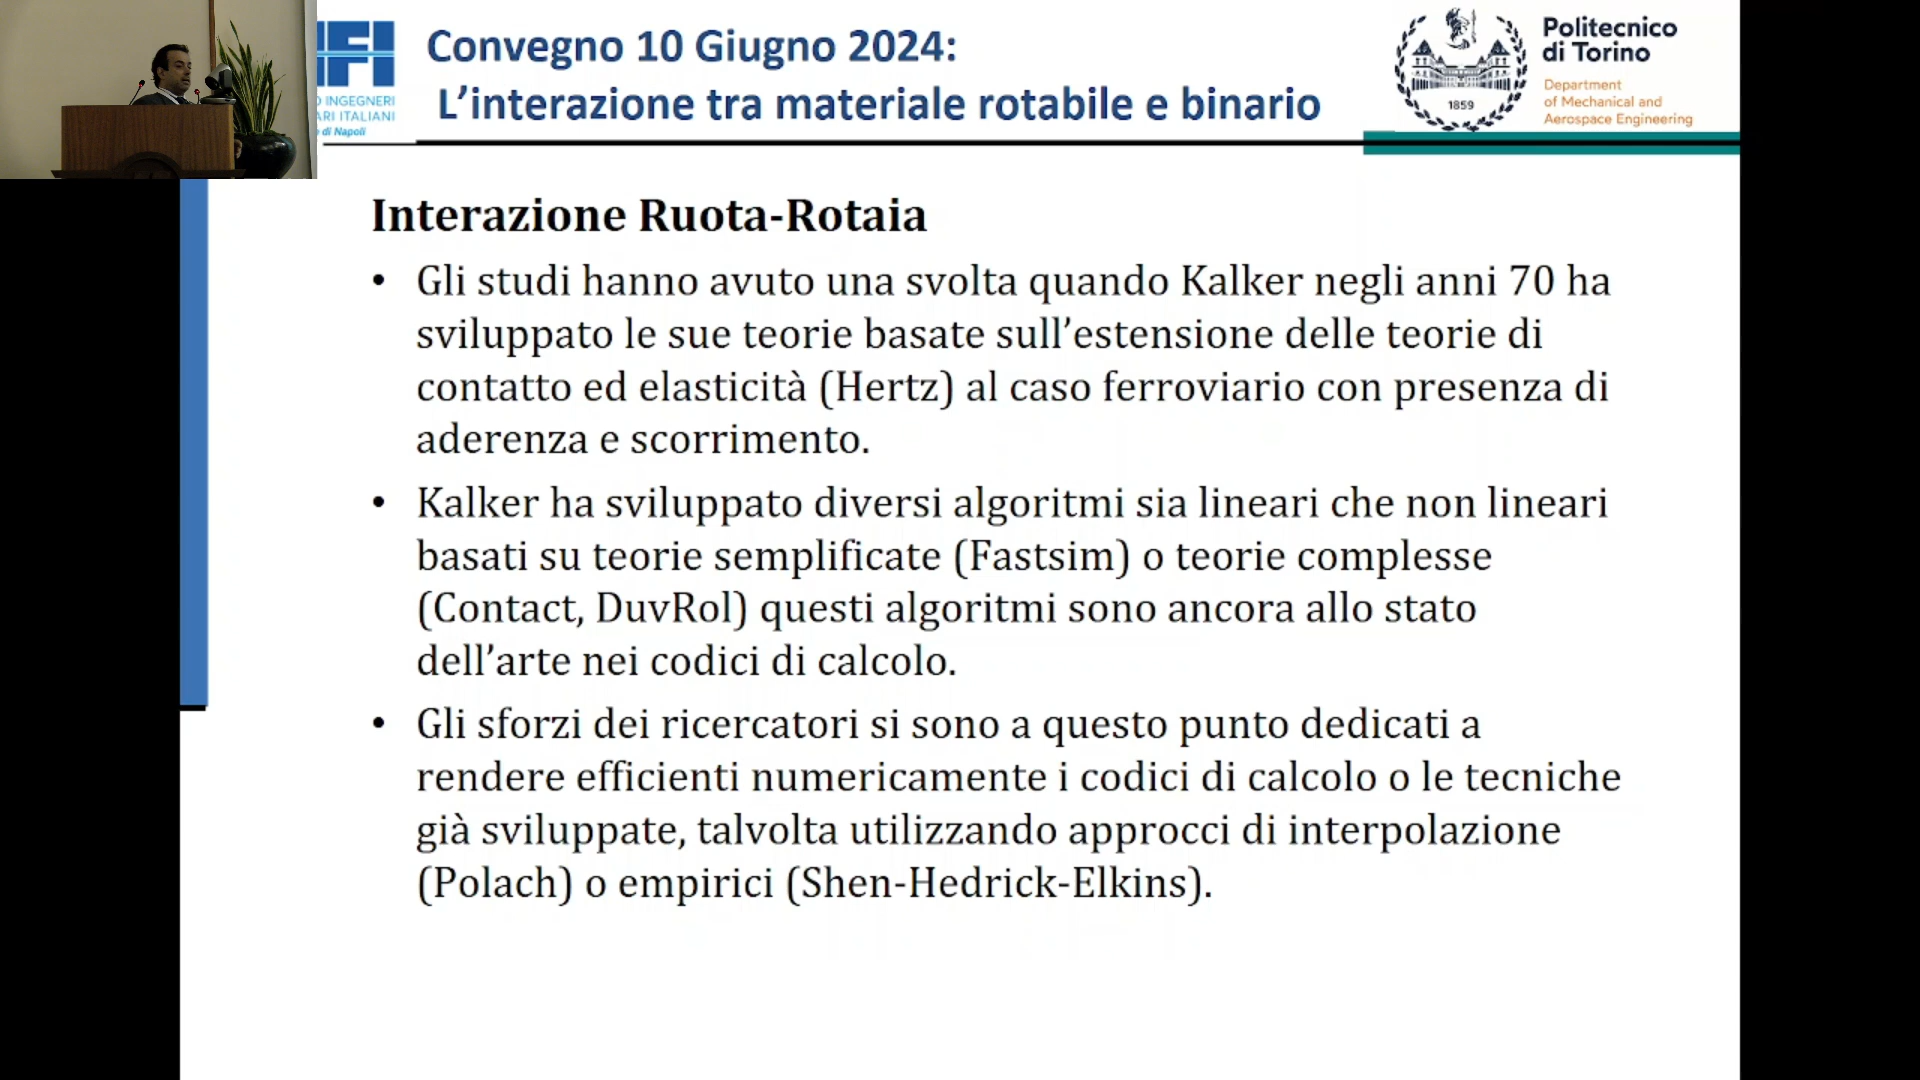 Convegno 10 Giugno 2024:
L'interazione tra materiale rotabile e binario
IFI
O INGEGNERI
ARI ITALIANI
di Napoli
1859
Politecnico
di Torino
Department
of Mechanical and
Aerospace Engineering
Interazione Ruota-Rotaia
• Gli studi hanno avuto una svolta quando Kalker negli anni 70 ha
sviluppato le sue teorie basate sull'estensione delle teorie di
contatto ed elasticità (Hertz) al caso ferroviario con presenza di
aderenza e scorrimento.
• Kalker ha sviluppato diversi algoritmi sia lineari che non lineari
basati su teorie semplificate (Fastsim) o teorie complesse
(Contact, DuvRol) questi algoritmi sono ancora allo stato
dell'arte nei codici di calcolo.
• Gli sforzi dei ricercatori si sono a questo punto dedicati a
rendere efficienti numericamente i codici di calcolo o le tecniche
già sviluppate, talvolta utilizzando approcci di interpolazione
(Polach) o empirici (Shen-Hedrick-Elkins).